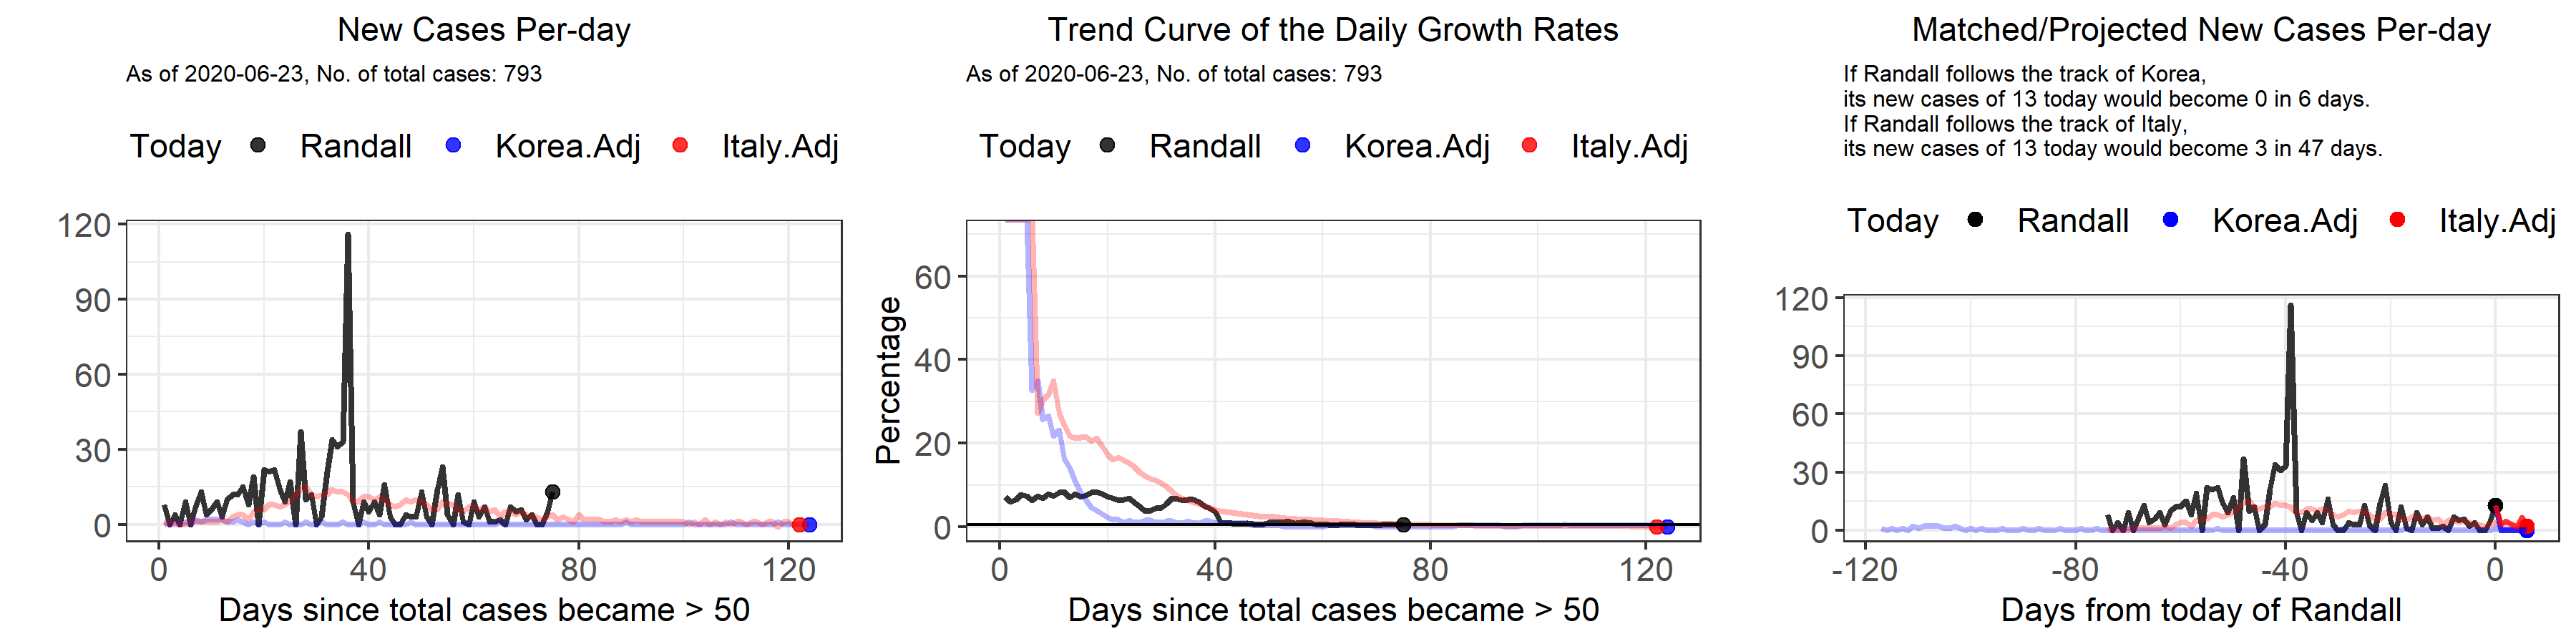 New Cases Per-day
As of 2020-06-23, No. of total cases: 793
Today Randall Korea.Adj Italy.Adj
120
90
60
30
0
0 40 80 120
Days since total cases became > 50
Trend Curve of the Daily Growth Rates
As of 2020-06-23, No. of total cases: 793
Today Randall Korea.Adj Italy.Adj
Percentage
60
40
20
0
0 40 80 120
Days since total cases became > 50
Matched/Projected New Cases Per-day
If Randall follows the track of Korea,
its new cases of 13 today would become 0 in 6 days.
If Randall follows the track of Italy,
its new cases of 13 today would become 3 in 47 days.
Today Randall Korea.Adj Italy.Adj
120
90
60
30
0
-120 -80 -40 0
Days from today of Randall